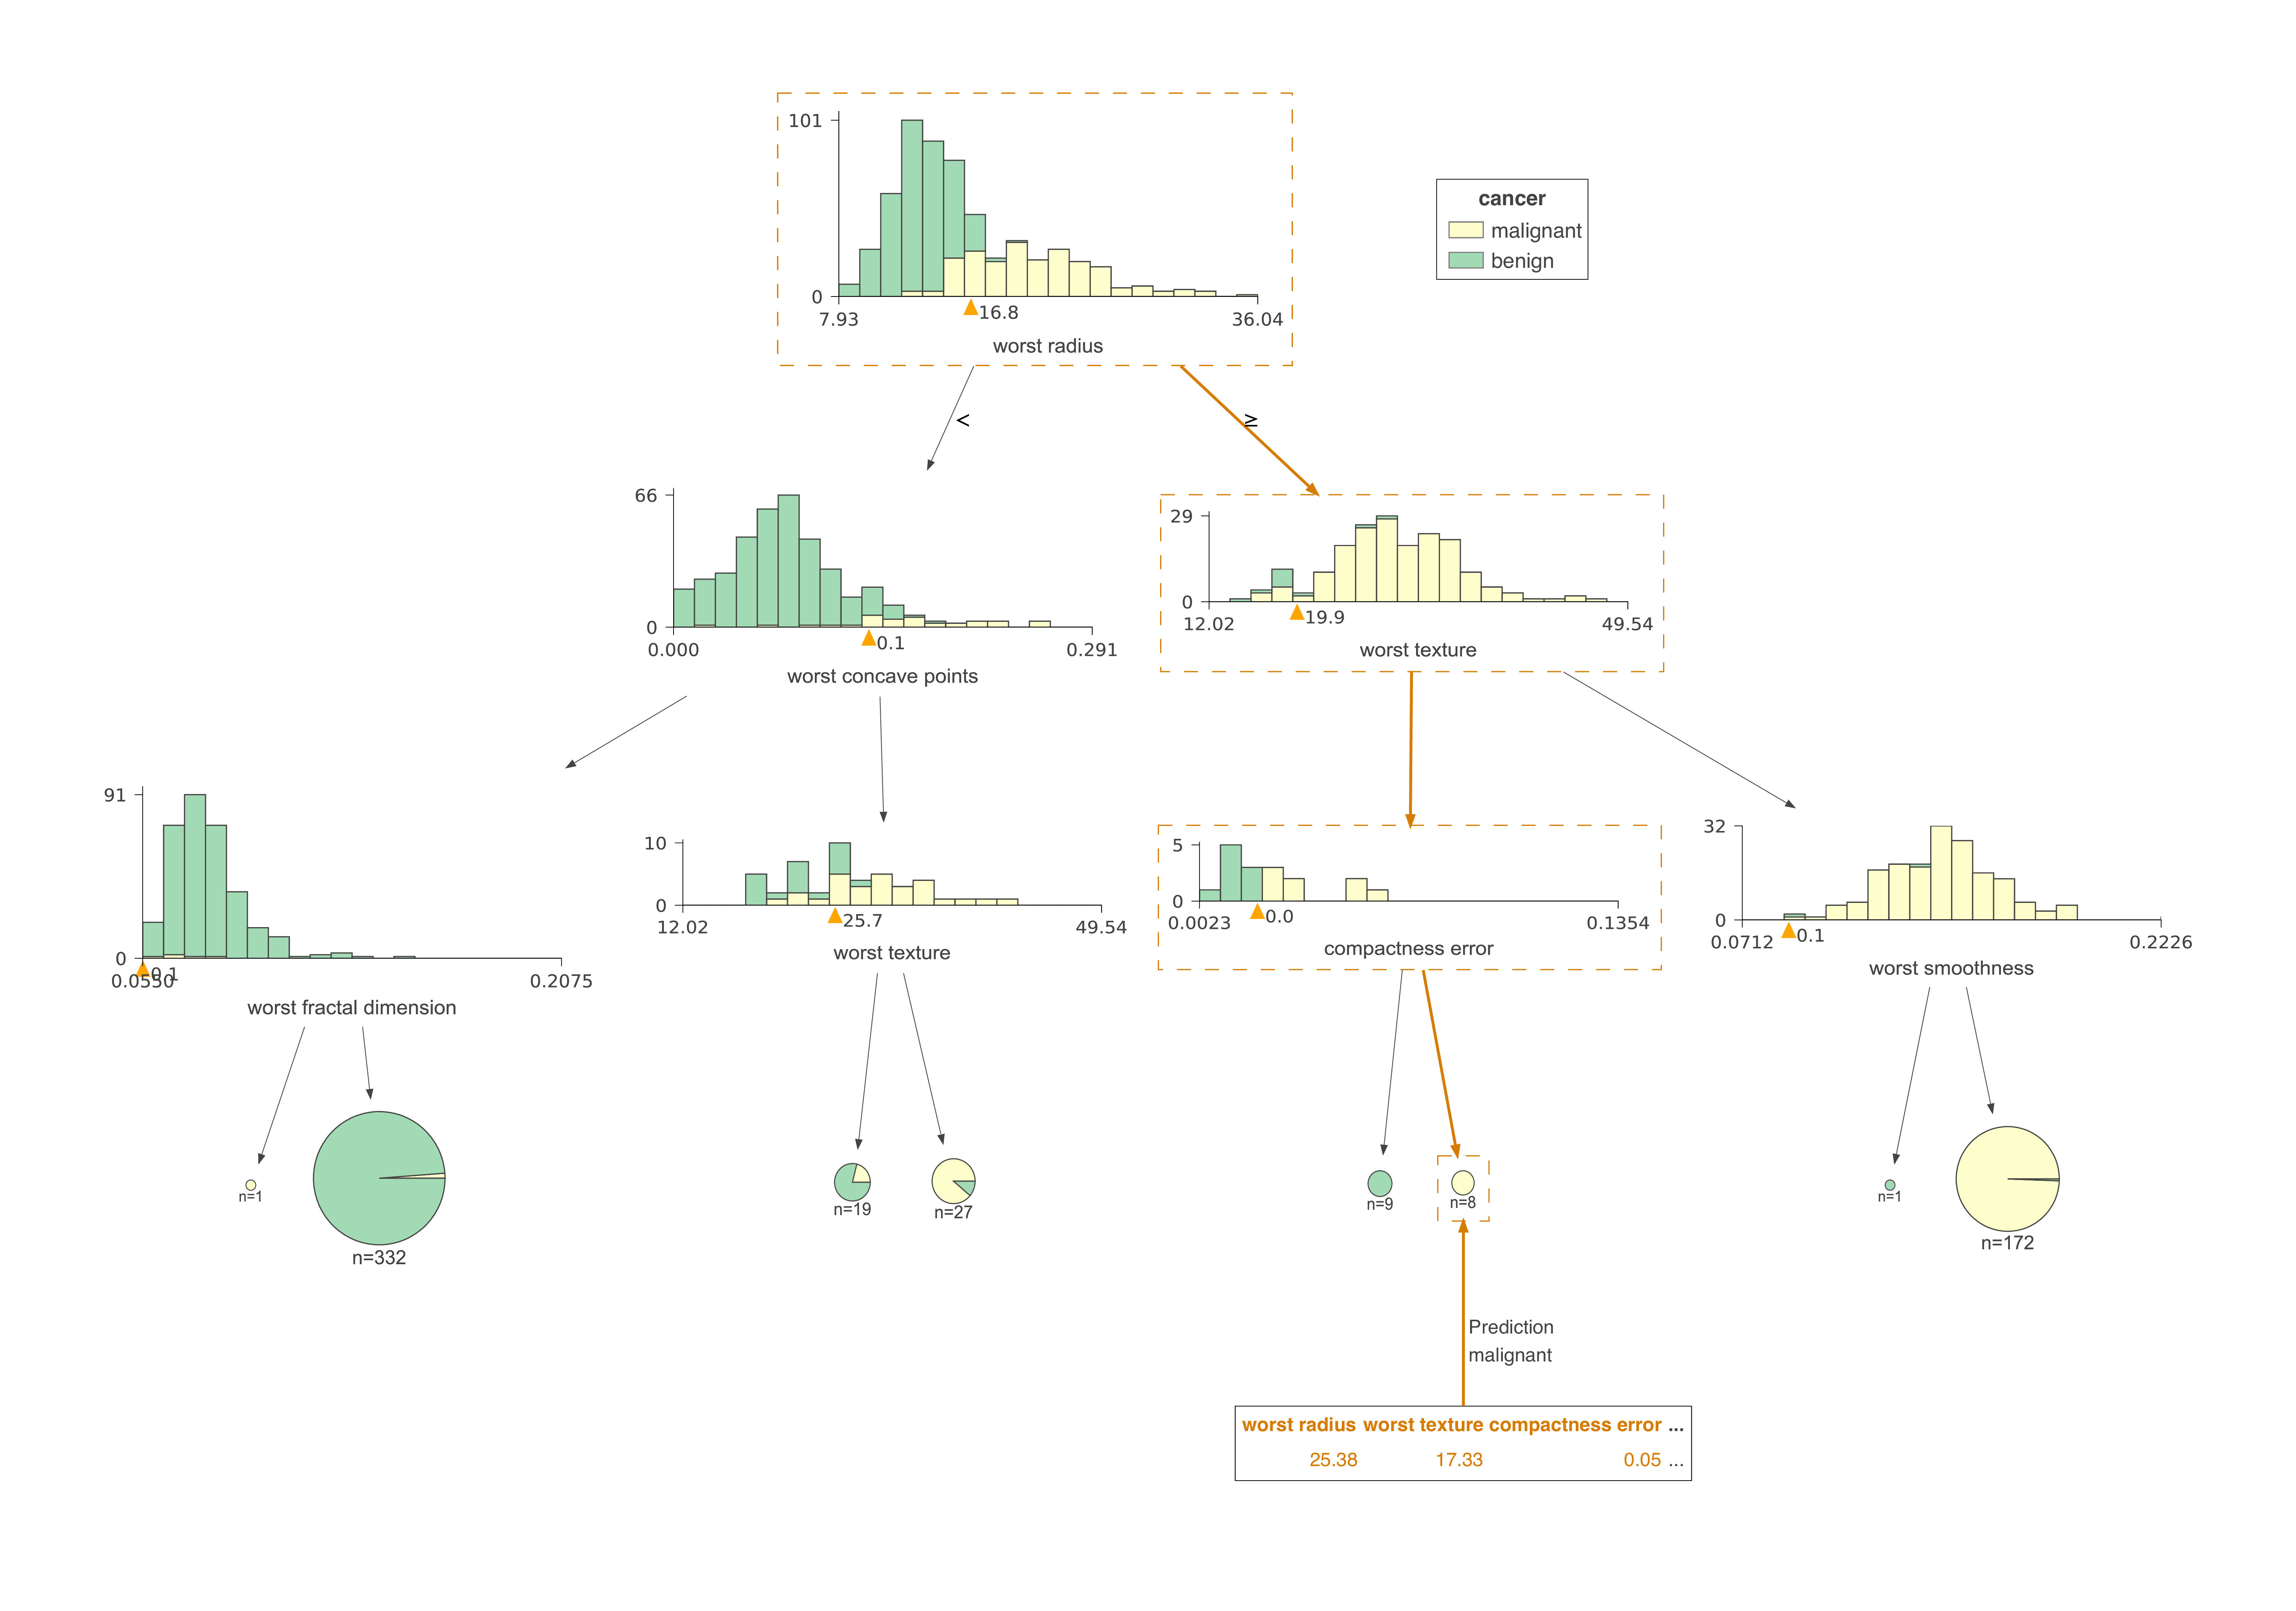 101
0
7.93
16.8
36.04
worst radius
cancer
malignant
benign
<
≥
66
0
0.000
0.1
0.291
worst concave points
29
0
12.02
19.9
49.54
worst texture
91
0
0.0550
0.1
0.2075
worst fractal dimension
10
0
12.02
25.7
49.54
worst texture
5
0
0.0023
0.0
0.1354
compactness error
32
0
0.0712
0.1
0.2226
worst smoothness
n=1
n=332
n=19
n=27
n=9
n=8
n=1
n=172
Prediction
malignant
worst radius worst texture compactness error ...
25.38 17.33 0.05 ...